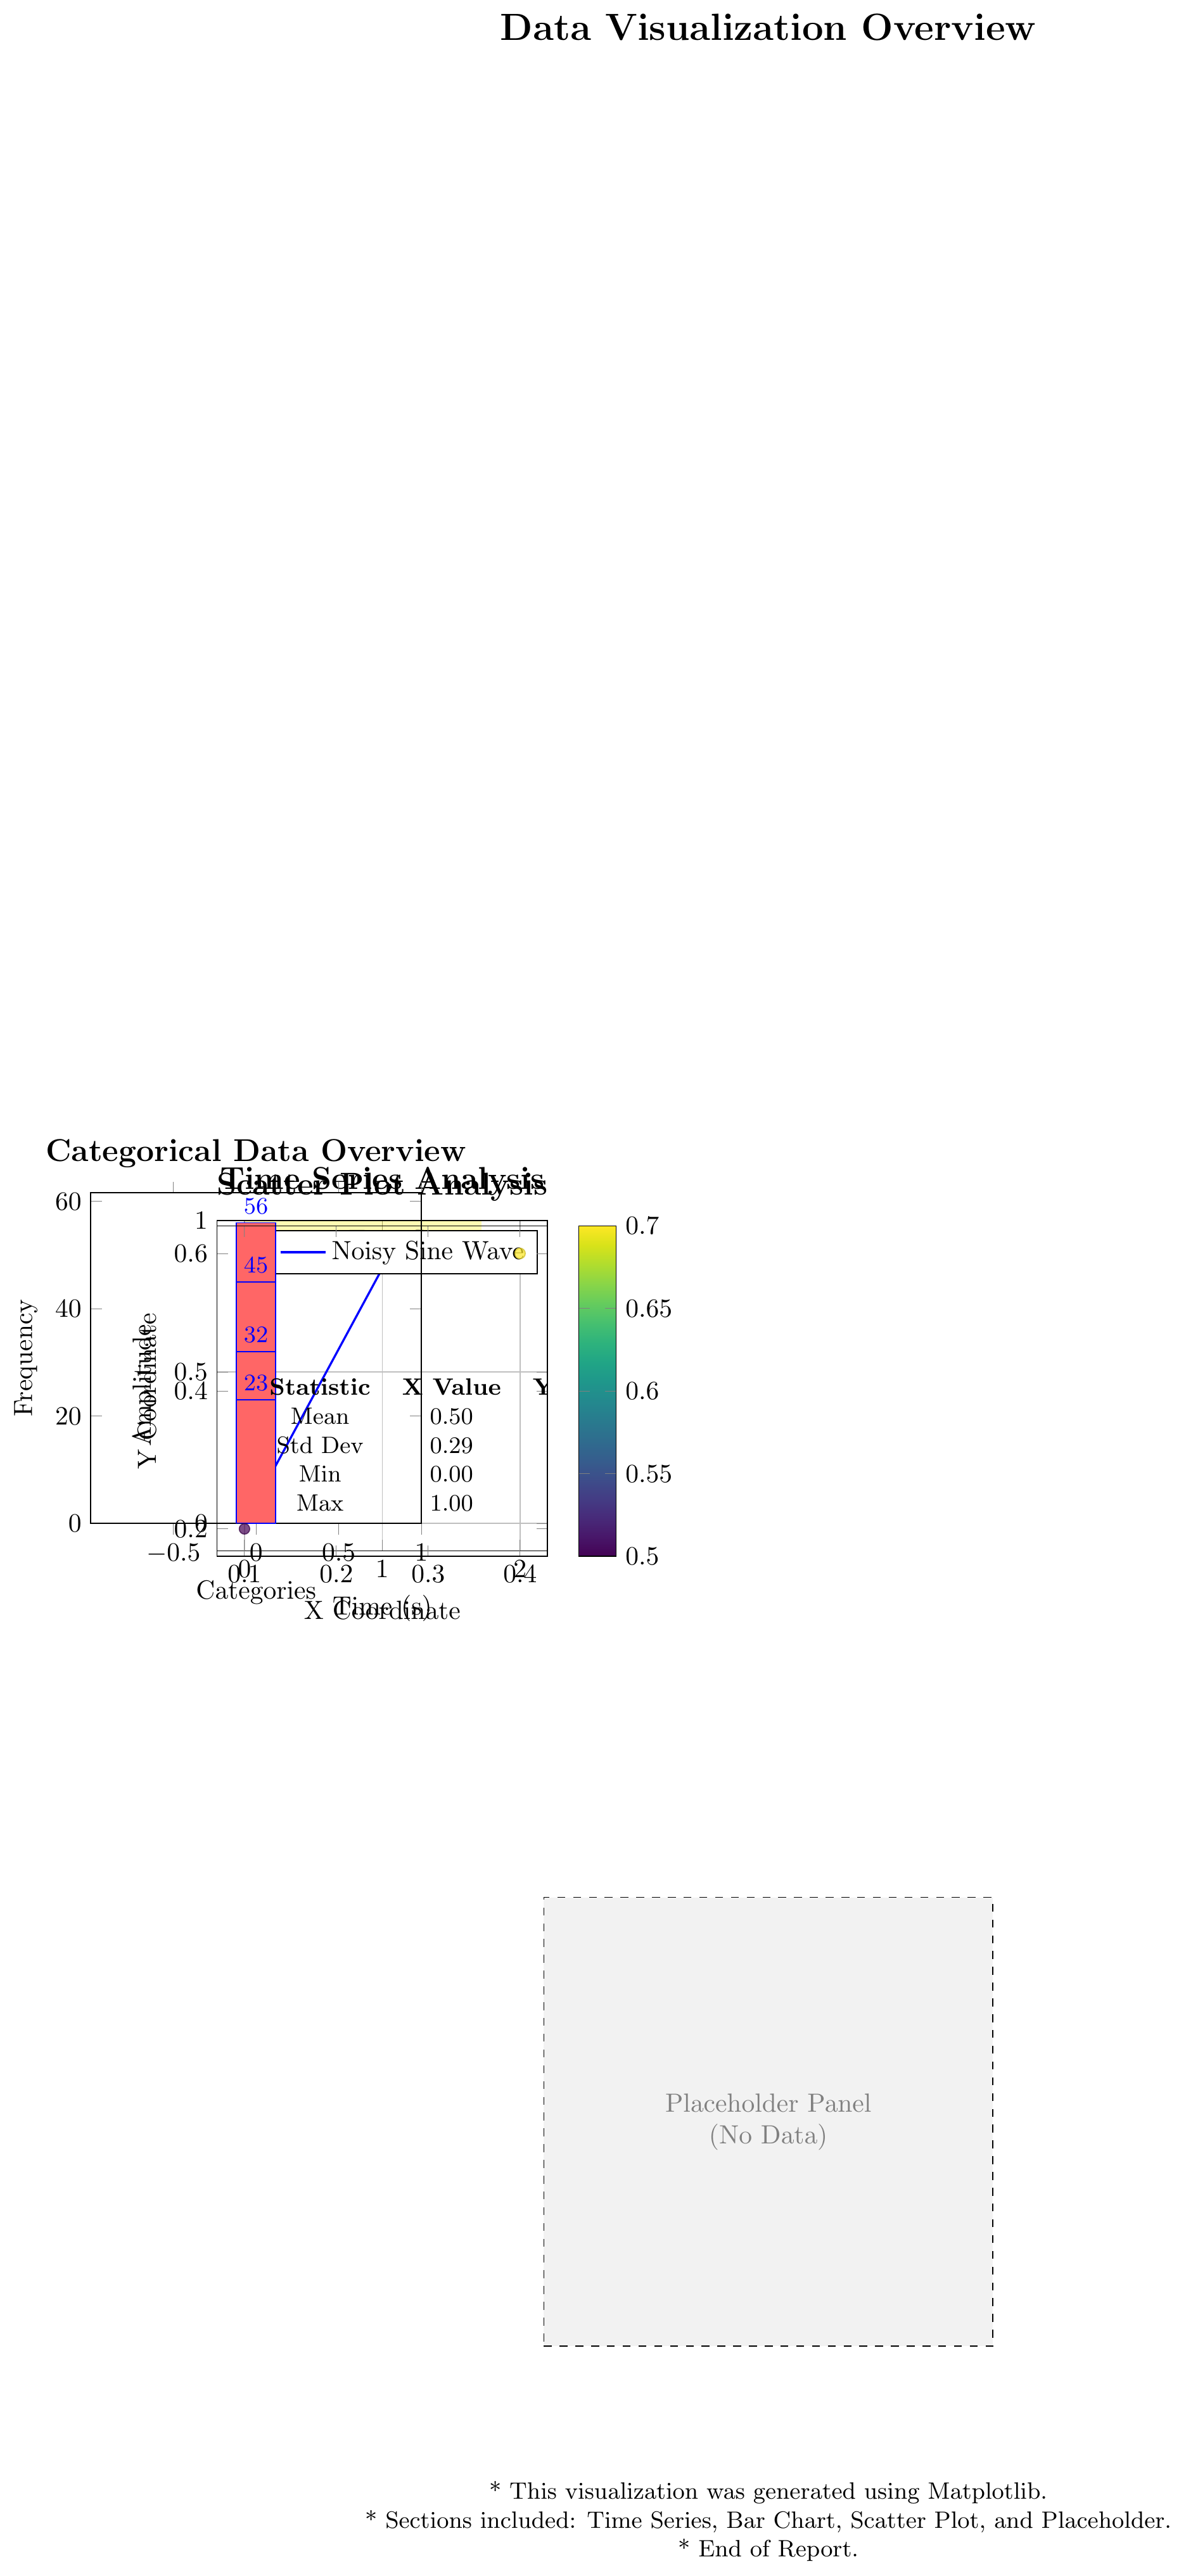 Data Visualization Overview
Categorical Data Overview
Time Series Analysis
Scatter Plot Analysis
Noisy Sine Wave
60
40
20
0
Frequency
56
45
32
23
−0.5
0
0.5
1
Categories
1
0.5
0
Amplitude
0
1
2
Time (s)
0.6
0.4
0.2
Y Coordinate
0.1
0.2
0.3
0.4
X Coordinate
Statistic X Value Y
Mean 0.50
Std Dev 0.29
Min 0.00
Max 1.00
0.7
0.65
0.6
0.55
0.5
Placeholder Panel
(No Data)
* This visualization was generated using Matplotlib.
* Sections included: Time Series, Bar Chart, Scatter Plot, and Placeholder.
* End of Report.